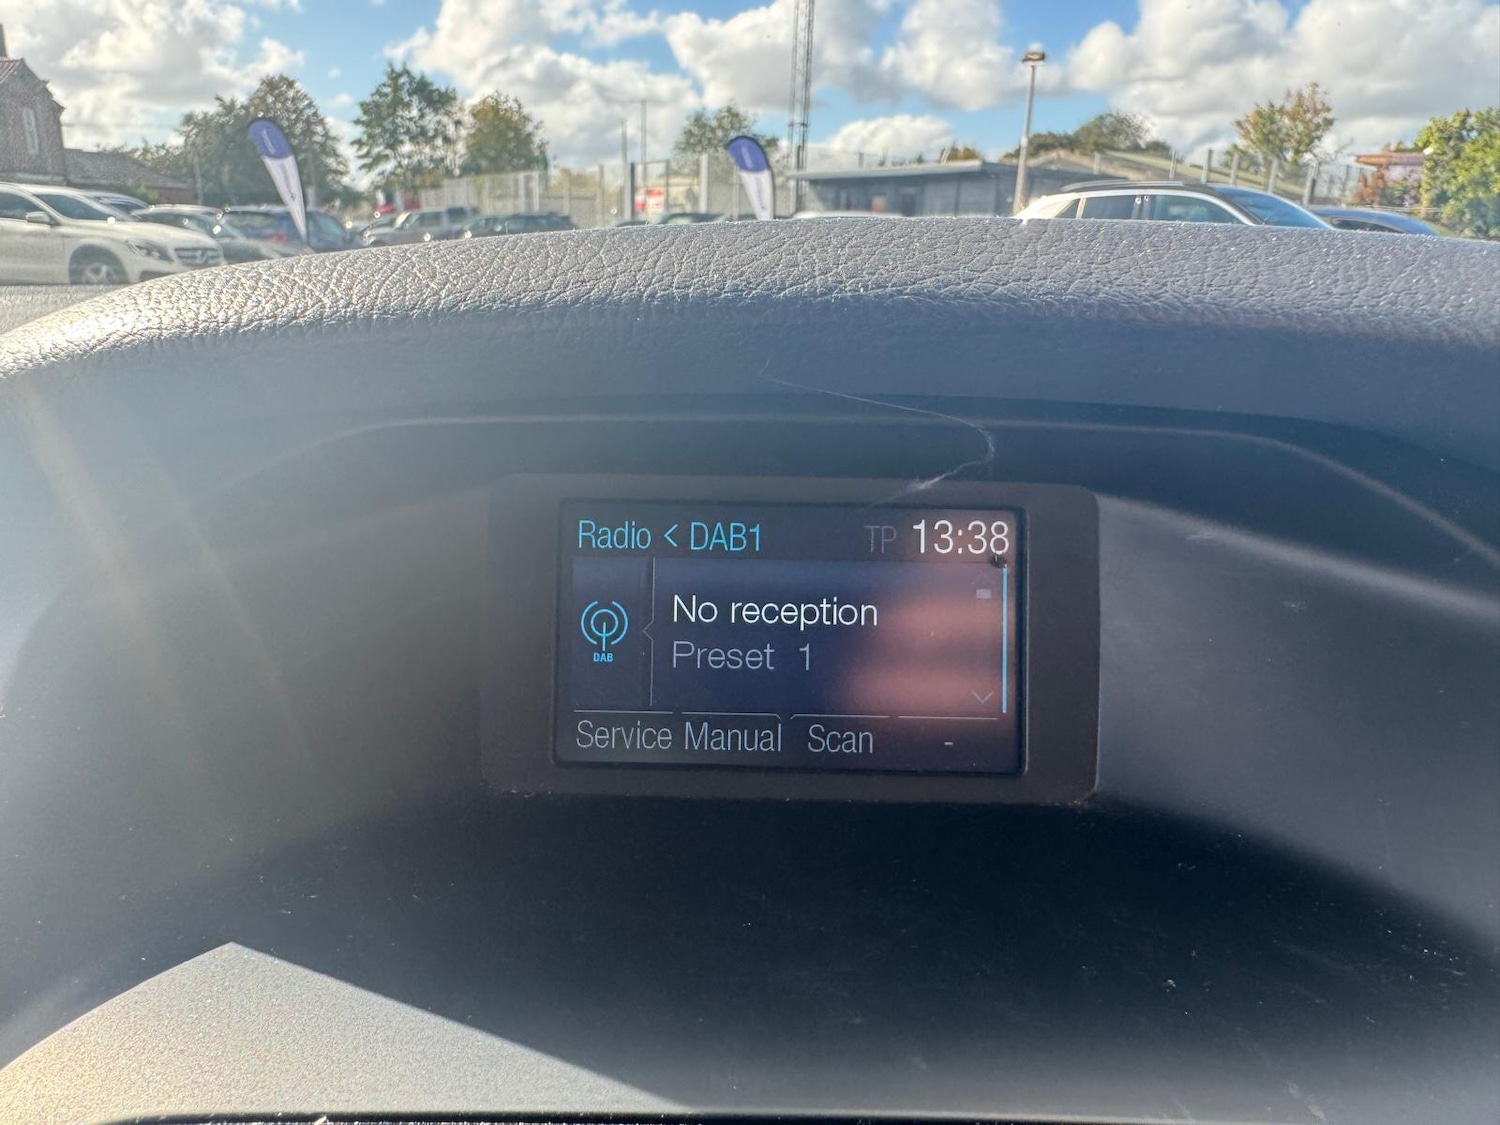 Radio < DAB1 TP 13:38
No reception
DAB
Preset 1
Service Manual Scan -